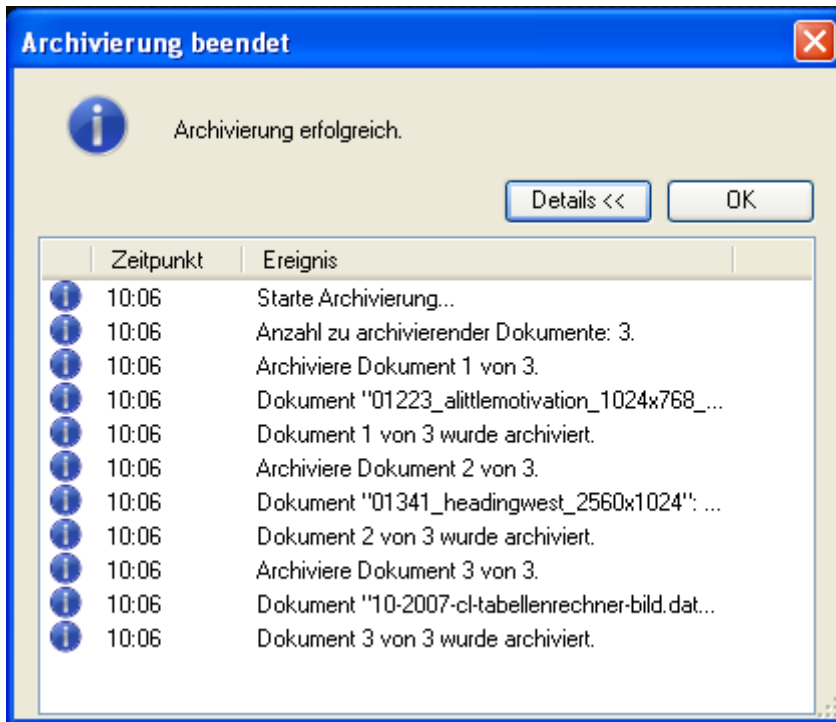 Archivierung beendet
Archivierung erfolgreich.
Details << OK
Zeitpunkt Ereignis
10:06 Starte Archivierung...
10:06 Anzahl zu archivierender Dokumente: 3.
10:06 Archiviere Dokument 1 von 3.
10:06 Dokument "01223_alittlemotivation_1024x768_...
10:06 Dokument 1 von 3 wurde archiviert.
10:06 Archiviere Dokument 2 von 3.
10:06 Dokument "01341_headingwest_2560x1024": ...
10:06 Dokument 2 von 3 wurde archiviert.
10:06 Archiviere Dokument 3 von 3.
10:06 Dokument "10-2007-cl-tabellenrechner-bild.dat...
10:06 Dokument 3 von 3 wurde archiviert.